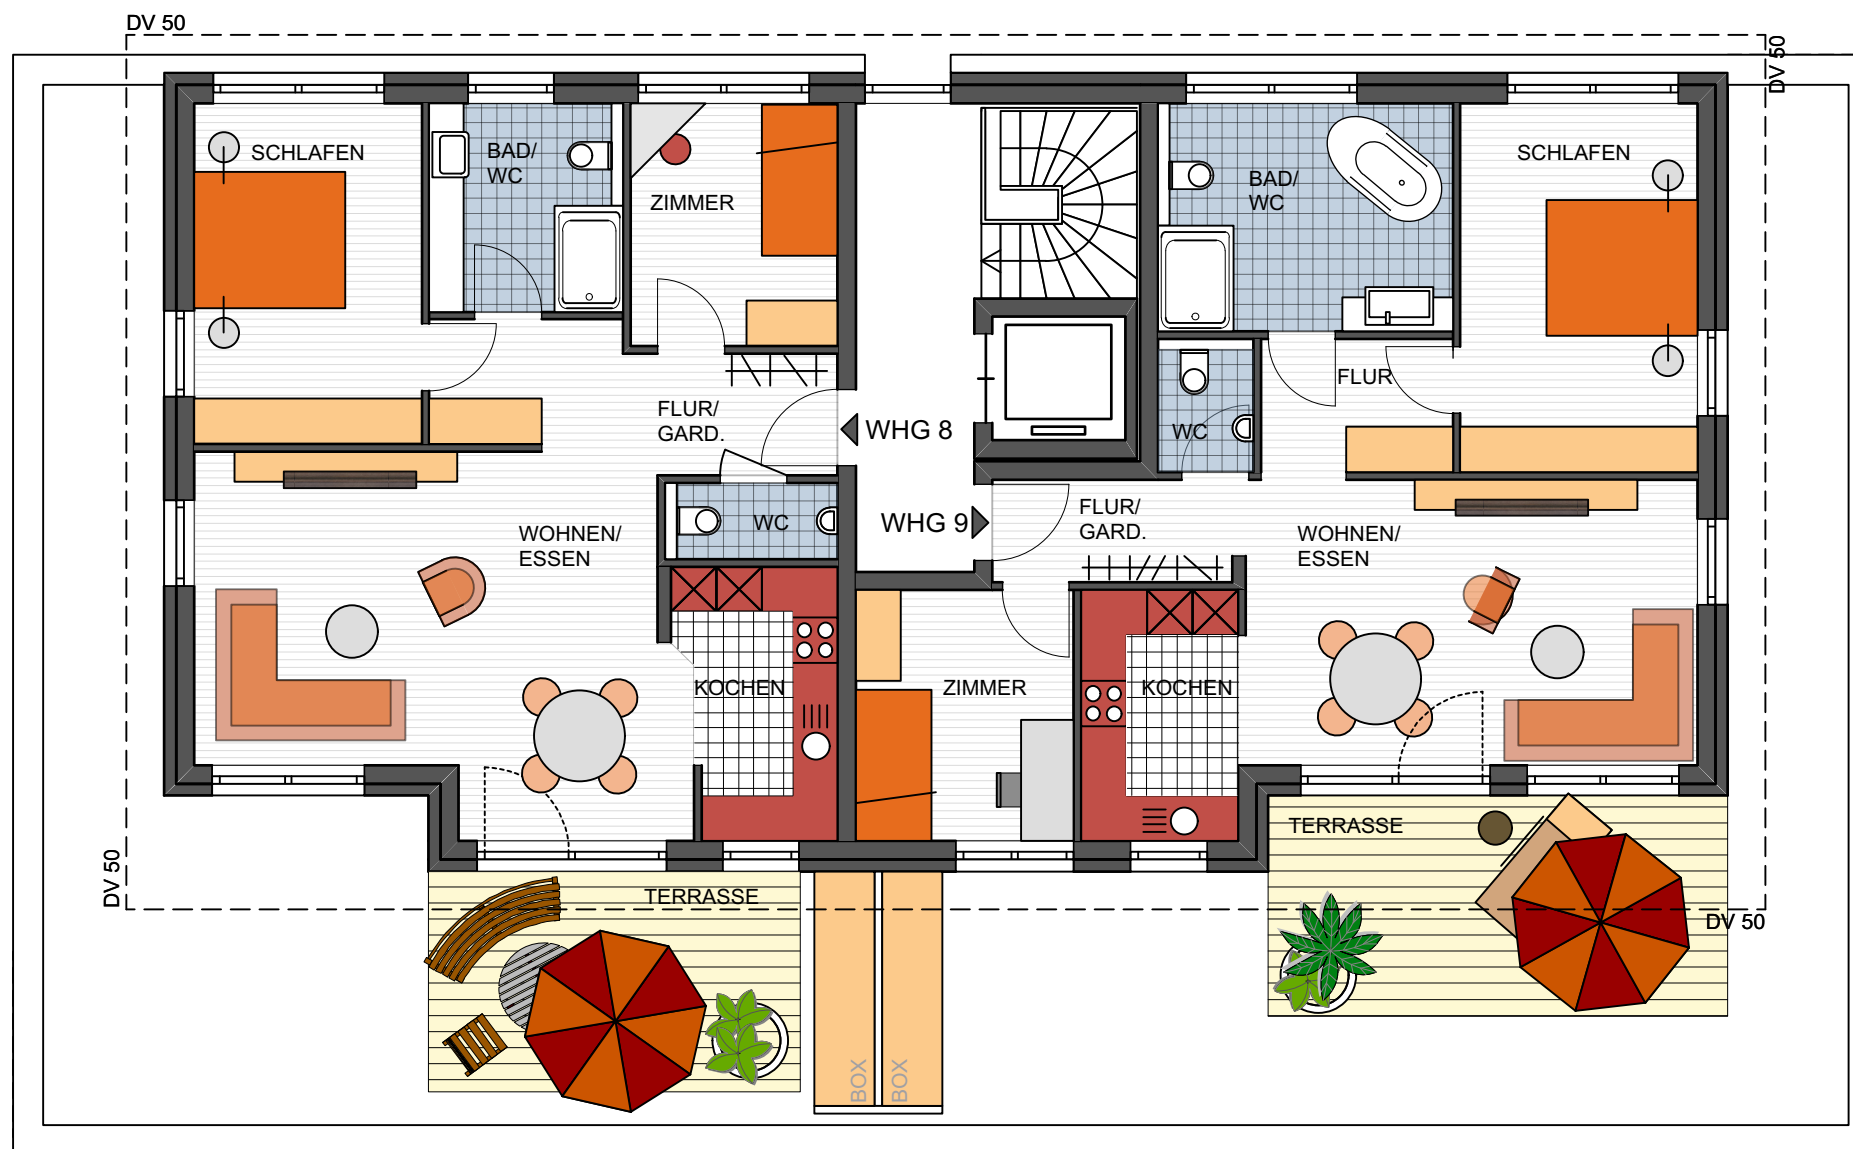 DV 50
DV 50
SCHLAFEN
BAD/
WC
ZIMMER
BAD/
WC
SCHLAFEN
FLUR
FLUR/
GARD.
WHG 8
WC
WOHNEN/
ESSEN
WC
WHG 9
FLUR/
GARD.
WOHNEN/
ESSEN
KOCHEN
ZIMMER
KOCHEN
DV 50
TERRASSE
TERRASSE
DV 50
BOX
BOX